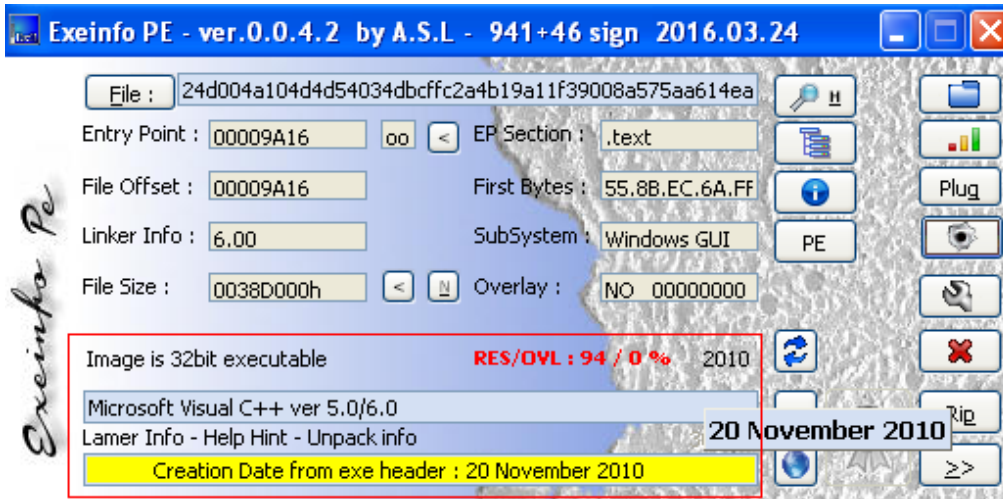 Exeinfo PE - ver.0.0.4.2 by A.S.L - 941+46 sign 2016.03.24
File : 24d004a104d4d54034dbcffc2a4b19a11f39008a575aa614ea
H
Entry Point : 00009A16 oo < EP Section : .text
File Offset : 00009A16 First Bytes : 55.8B.EC.6A.FF Plug
Linker Info : 6.00 SubSystem : Windows GUI PE
File Size : 0038D000h < N Overlay : NO 00000000
Exeinfo Pe
Image is 32bit executable RES/OVL : 94 / 0 % 2010
Microsoft Visual C++ ver 5.0/6.0 Rip
Lamer Info - Help Hint - Unpack info 20 November 2010
Creation Date from exe header : 20 November 2010 >>